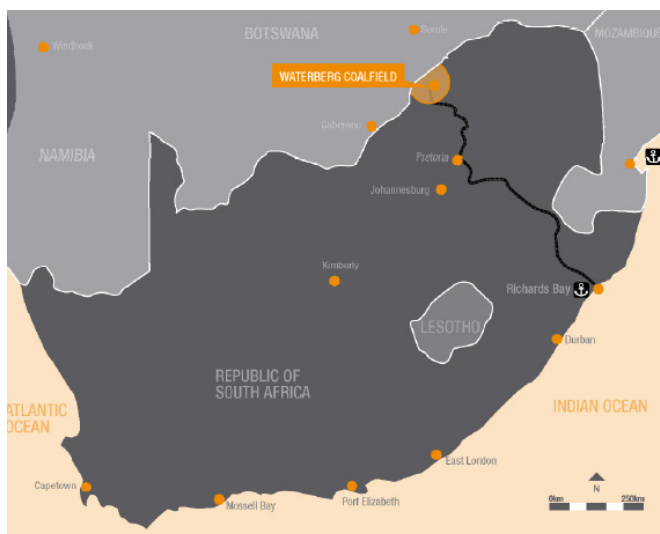 BOTSWANA
Serule
MOZAMBIQUE
Windhoek
WATERBERG COALFIELD
Gaborone
NAMIBIA
Pretoria
Johannesburg
Kimberly
Richards Bay
LESOTHO
Durban
REPUBLIC OF
SOUTH AFRICA
ATLANTIC
OCEAN
INDIAN OCEAN
East London
Capetown
Mossell Bay
Port Elizabeth
N
0km 250km